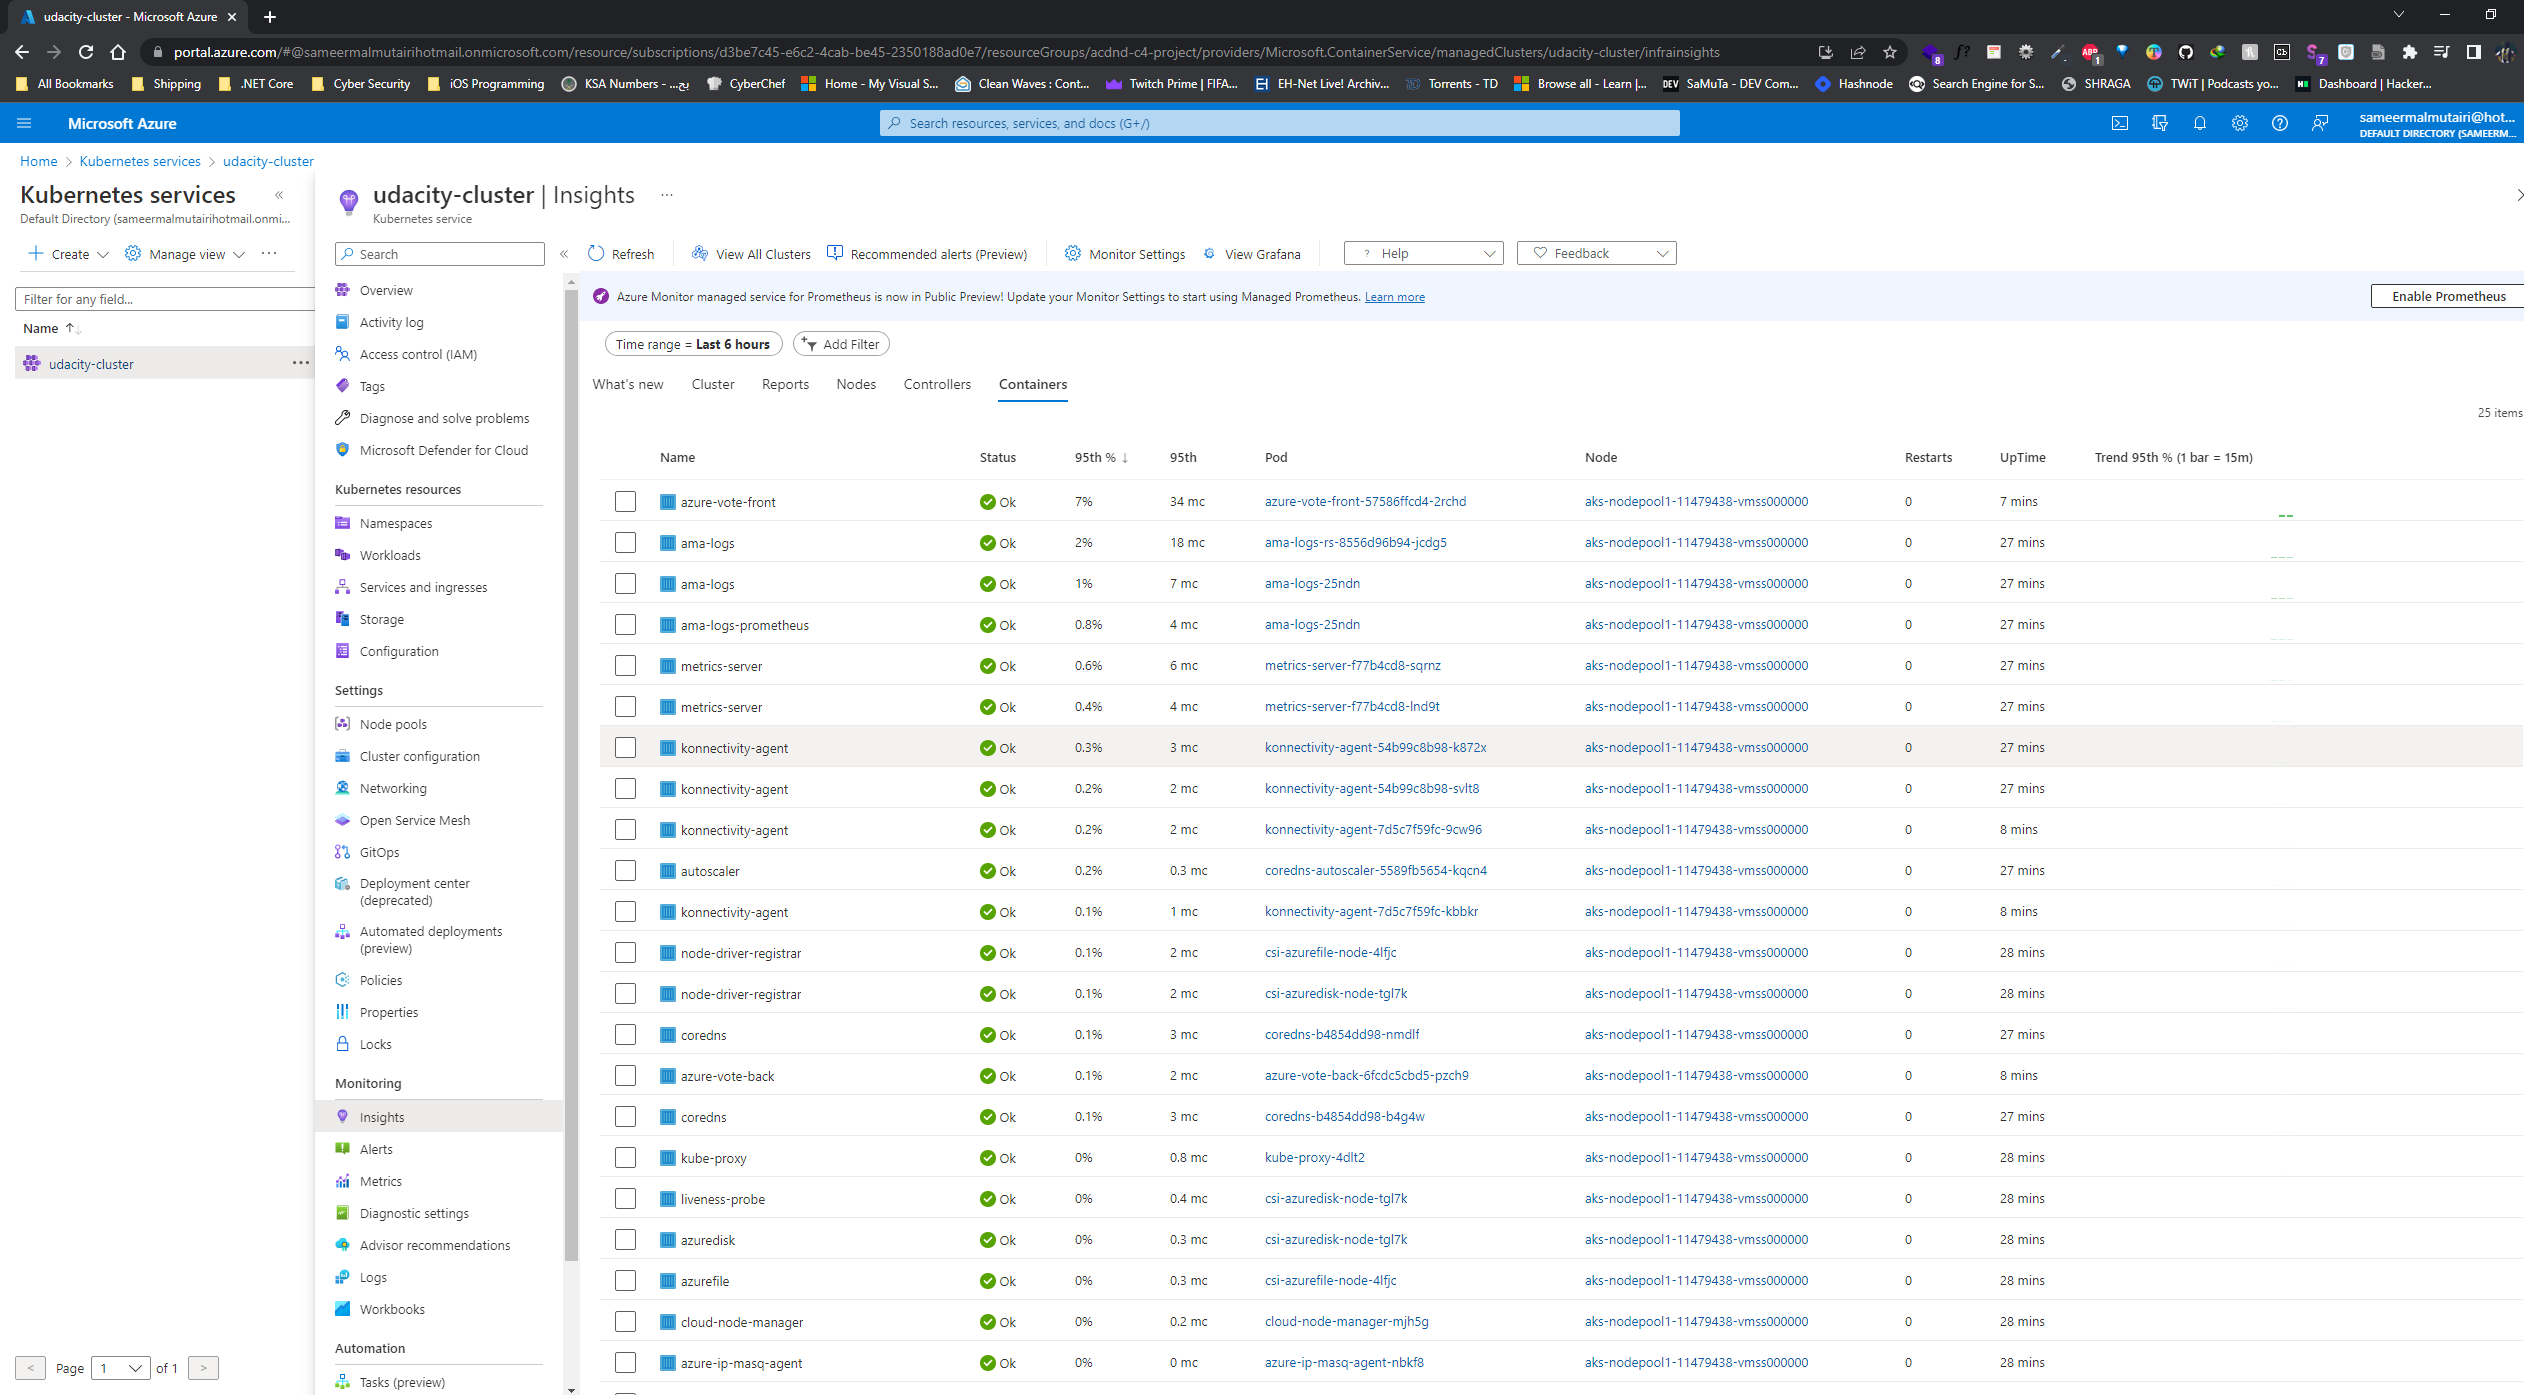 udacity-cluster - Microsoft Azure
portal.azure.com/#@sameermalmutairihotmail.onmicrosoft.com/resource/subscriptions/d3be7c45-e6c2-4cab-be45-2350188ad0e7/resourceGroups/acdnd-c4-project/providers/Microsoft.ContainerService/managedClusters/udacity-cluster/infrainsights
All Bookmarks Shipping .NET Core Cyber Security iOS Programming KSA Numbers - ...يح CyberChef Home - My Visual S... Clean Waves : Cont... Twitch Prime | FIFA... EH-Net Live! Archiv... Torrents - TD Browse all - Learn |... SaMuTa - DEV Com... Hashnode Search Engine for S... SHRAGA TWiT | Podcasts yo... Dashboard | Hacker...
Microsoft Azure
Search resources, services, and docs (G+/)
sameermalmutairi@hot...
DEFAULT DIRECTORY (SAMEERM...
Home > Kubernetes services > udacity-cluster
Kubernetes services
Default Directory (sameermalmutairihotmail.onmi...
Create Manage view ...
Filter for any field...
Name
udacity-cluster ...
< Page 1 of 1 >
udacity-cluster | Insights ...
Kubernetes service
Search
Overview
Activity log
Access control (IAM)
Tags
Diagnose and solve problems
Microsoft Defender for Cloud
Kubernetes resources
Namespaces
Workloads
Services and ingresses
Storage
Configuration
Settings
Node pools
Cluster configuration
Networking
Open Service Mesh
GitOps
Deployment center
(deprecated)
Automated deployments
(preview)
Policies
Properties
Locks
Monitoring
Insights
Alerts
Metrics
Diagnostic settings
Advisor recommendations
Logs
Workbooks
Automation
Tasks (preview)
Refresh View All Clusters Recommended alerts (Preview) Monitor Settings View Grafana ? Help Feedback
Azure Monitor managed service for Prometheus is now in Public Preview! Update your Monitor Settings to start using Managed Prometheus. Learn more
Enable Prometheus
Time range = Last 6 hours Add Filter
What's new Cluster Reports Nodes Controllers Containers
25 items
Name Status 95th % ↓ 95th Pod Node Restarts UpTime Trend 95th % (1 bar = 15m)
azure-vote-front Ok 7% 34 mc azure-vote-front-57586ffcd4-2rchd aks-nodepool1-11479438-vmss000000 0 7 mins
ama-logs Ok 2% 18 mc ama-logs-rs-8556d96b94-jcdg5 aks-nodepool1-11479438-vmss000000 0 27 mins
ama-logs Ok 1% 7 mc ama-logs-25ndn aks-nodepool1-11479438-vmss000000 0 27 mins
ama-logs-prometheus Ok 0.8% 4 mc ama-logs-25ndn aks-nodepool1-11479438-vmss000000 0 27 mins
metrics-server Ok 0.6% 6 mc metrics-server-f77b4cd8-sqrnz aks-nodepool1-11479438-vmss000000 0 27 mins
metrics-server Ok 0.4% 4 mc metrics-server-f77b4cd8-lnd9t aks-nodepool1-11479438-vmss000000 0 27 mins
konnectivity-agent Ok 0.3% 3 mc konnectivity-agent-54b99c8b98-k872x aks-nodepool1-11479438-vmss000000 0 27 mins
konnectivity-agent Ok 0.2% 2 mc konnectivity-agent-54b99c8b98-svlt8 aks-nodepool1-11479438-vmss000000 0 27 mins
konnectivity-agent Ok 0.2% 2 mc konnectivity-agent-7d5c7f59fc-9cw96 aks-nodepool1-11479438-vmss000000 0 8 mins
autoscaler Ok 0.2% 0.3 mc coredns-autoscaler-5589fb5654-kqcn4 aks-nodepool1-11479438-vmss000000 0 27 mins
konnectivity-agent Ok 0.1% 1 mc konnectivity-agent-7d5c7f59fc-kbbkr aks-nodepool1-11479438-vmss000000 0 8 mins
node-driver-registrar Ok 0.1% 2 mc csi-azurefile-node-4lfjc aks-nodepool1-11479438-vmss000000 0 28 mins
node-driver-registrar Ok 0.1% 2 mc csi-azuredisk-node-tgl7k aks-nodepool1-11479438-vmss000000 0 28 mins
coredns Ok 0.1% 3 mc coredns-b4854dd98-nmdlf aks-nodepool1-11479438-vmss000000 0 27 mins
azure-vote-back Ok 0.1% 2 mc azure-vote-back-6fcdc5cbd5-pzch9 aks-nodepool1-11479438-vmss000000 0 8 mins
coredns Ok 0.1% 3 mc coredns-b4854dd98-b4g4w aks-nodepool1-11479438-vmss000000 0 27 mins
kube-proxy Ok 0% 0.8 mc kube-proxy-4dlt2 aks-nodepool1-11479438-vmss000000 0 28 mins
liveness-probe Ok 0% 0.4 mc csi-azuredisk-node-tgl7k aks-nodepool1-11479438-vmss000000 0 28 mins
azuredisk Ok 0% 0.3 mc csi-azuredisk-node-tgl7k aks-nodepool1-11479438-vmss000000 0 28 mins
azurefile Ok 0% 0.3 mc csi-azurefile-node-4lfjc aks-nodepool1-11479438-vmss000000 0 28 mins
cloud-node-manager Ok 0% 0.2 mc cloud-node-manager-mjh5g aks-nodepool1-11479438-vmss000000 0 28 mins
azure-ip-masq-agent Ok 0% 0 mc azure-ip-masq-agent-nbkf8 aks-nodepool1-11479438-vmss000000 0 28 mins